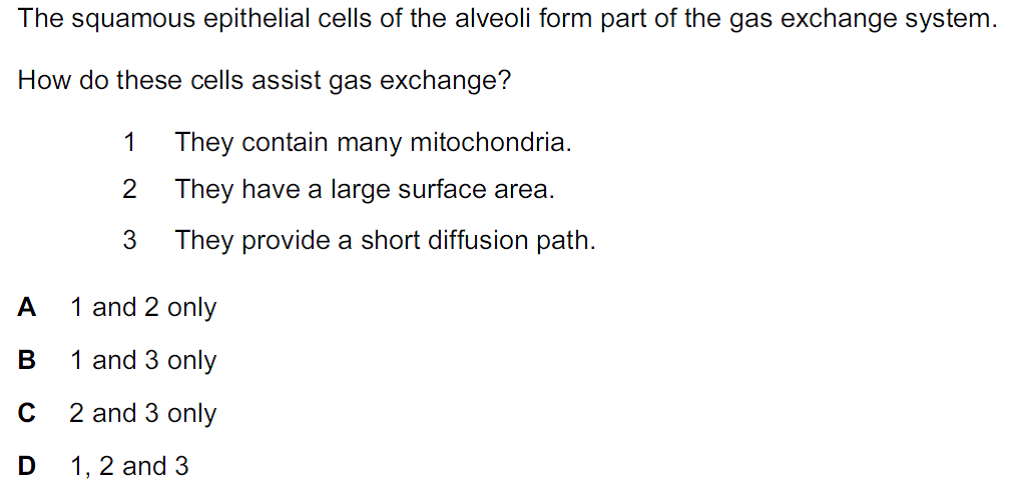 The squamous epithelial cells of the alveoli form part of the gas exchange system.
How do these cells assist gas exchange?
1 They contain many mitochondria.
2 They have a large surface area.
3 They provide a short diffusion path.
A 1 and 2 only
B 1 and 3 only
C 2 and 3 only
D 1, 2 and 3